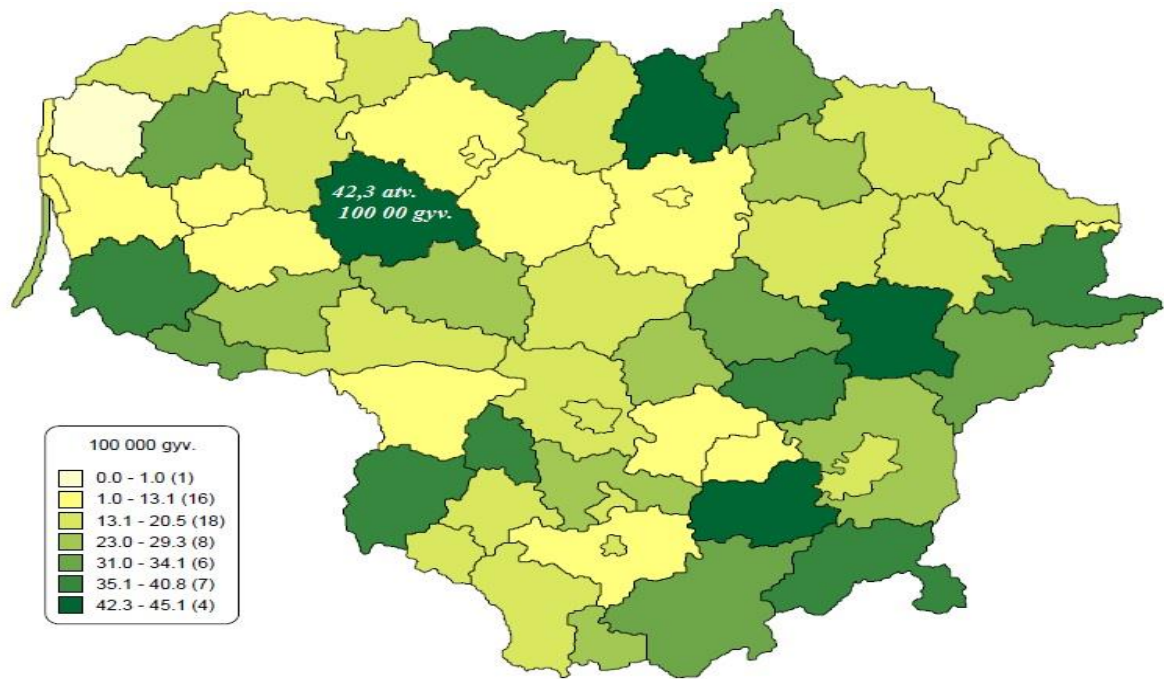 42,3 atv.
100 00 gyv.
100 000 gyv.
0.0 - 1.0 (1)
1.0 - 13.1 (16)
13.1 - 20.5 (18)
23.0 - 29.3 (8)
31.0 - 34.1 (6)
35.1 - 40.8 (7)
42.3 - 45.1 (4)